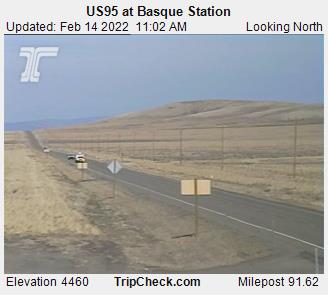 US95 at Basque Station
Updated: Feb 14 2022 11:02 AM Looking North
Elevation 4460 TripCheck.com Milepost 91.62